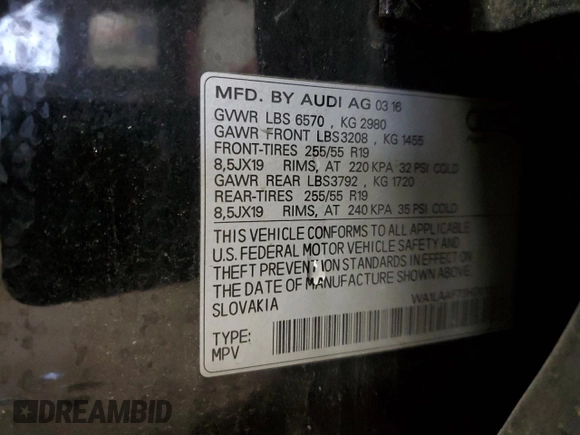 MFD. BY AUDI AG 03 16
GVWR LBS 6570 , KG 2980
GAWR FRONT LBS3208 , KG 1455
FRONT-TIRES 255/55 R19
8,5JX19 RIMS, AT 220 KPA 32 PSI COLD
GAWR REAR LBS3792 , KG 1720
REAR-TIRES 255/55 R19
8,5JX19 RIMS, AT 240 KPA 35 PSI COLD
THIS VEHICLE CONFORMS TO ALL APPLICABLE
U.S. FEDERAL MOTOR VEHICLE SAFETY AND
THEFT PREVENTION STANDARDS IN EFFECT ON
THE DATE OF MANUFACTURE SHOWN ABOVE.
SLOVAKIA
TYPE:
MPV
DREAMBID